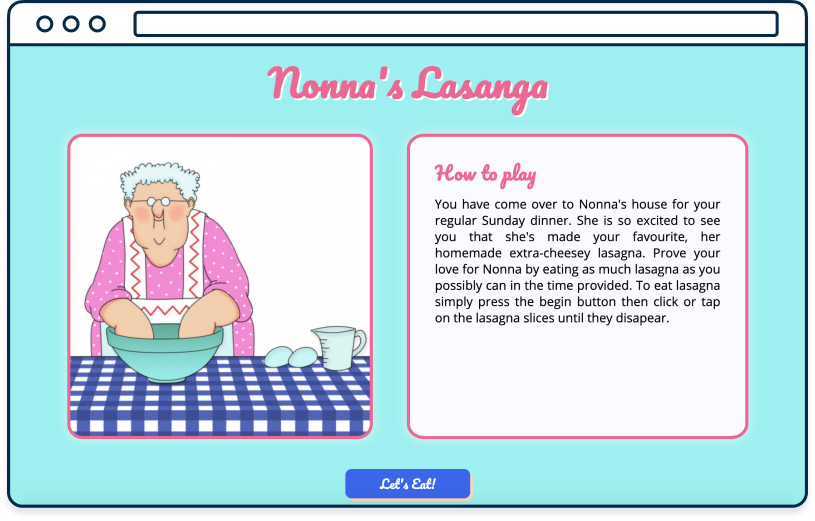 Nonna's Lasanga
How to play
You have come over to Nonna's house for your
regular Sunday dinner. She is so excited to see
you that she's made your favourite, her
homemade extra-cheesey lasagna. Prove your
love for Nonna by eating as much lasagna as you
possibly can in the time provided. To eat lasagna
simply press the begin button then click or tap
on the lasagna slices until they disapear.
Let's Eat!